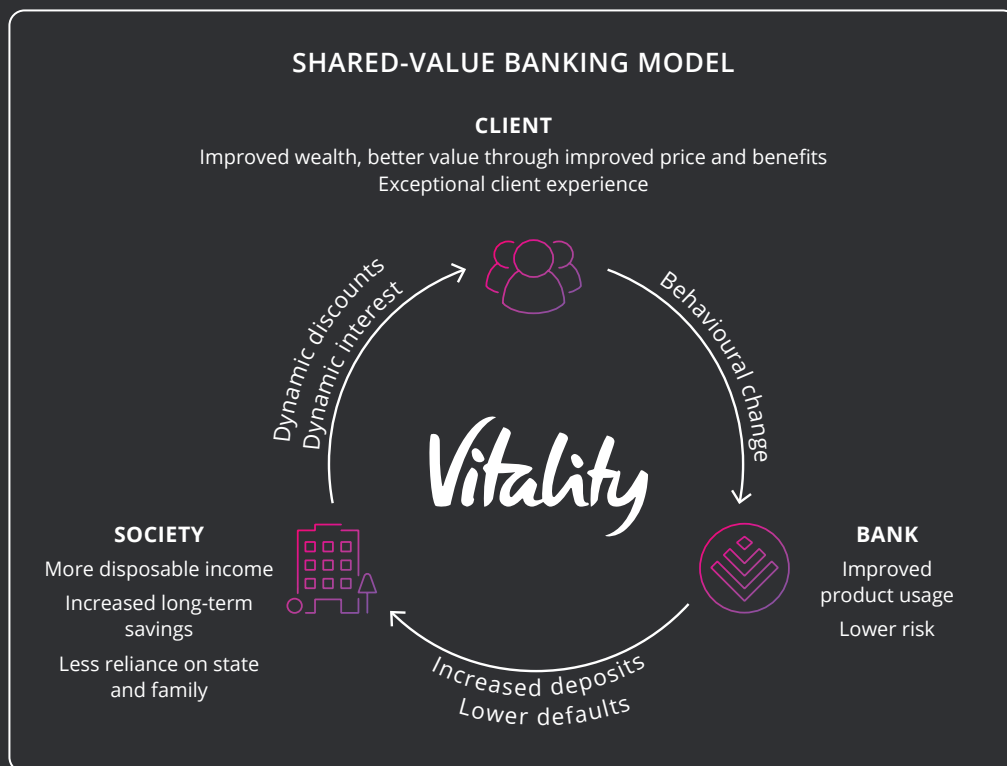 SHARED-VALUE BANKING MODEL
CLIENT
Improved wealth, better value through improved price and benefits
Exceptional client experience
Dynamic discounts
Dynamic interest
Behavioural change
Vitality
SOCIETY
More disposable income
Increased long-term
savings
Less reliance on state
and family
BANK
Improved
product usage
Lower risk
Increased deposits
Lower defaults